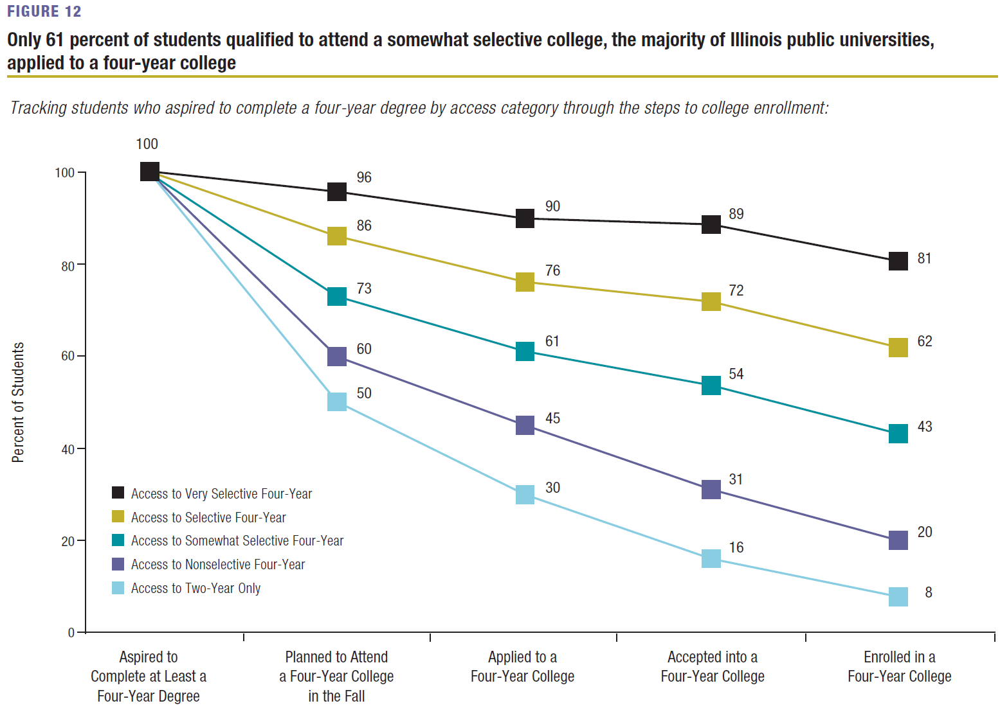 FIGURE 12
Only 61 percent of students qualified to attend a somewhat selective college, the majority of Illinois public universities,
applied to a four-year college
Tracking students who aspired to complete a four-year degree by access category through the steps to college enrollment:
100
96
90
89
81
86
76
72
62
73
61
54
43
60
45
31
20
50
30
16
8
100
80
60
40
20
0
Percent of Students
Access to Very Selective Four-Year
Access to Selective Four-Year
Access to Somewhat Selective Four-Year
Access to Nonselective Four-Year
Access to Two-Year Only
Aspired to
Complete at Least a
Four-Year Degree
Planned to Attend
a Four-Year College
in the Fall
Applied to a
Four-Year College
Accepted into a
Four-Year College
Enrolled in a
Four-Year College